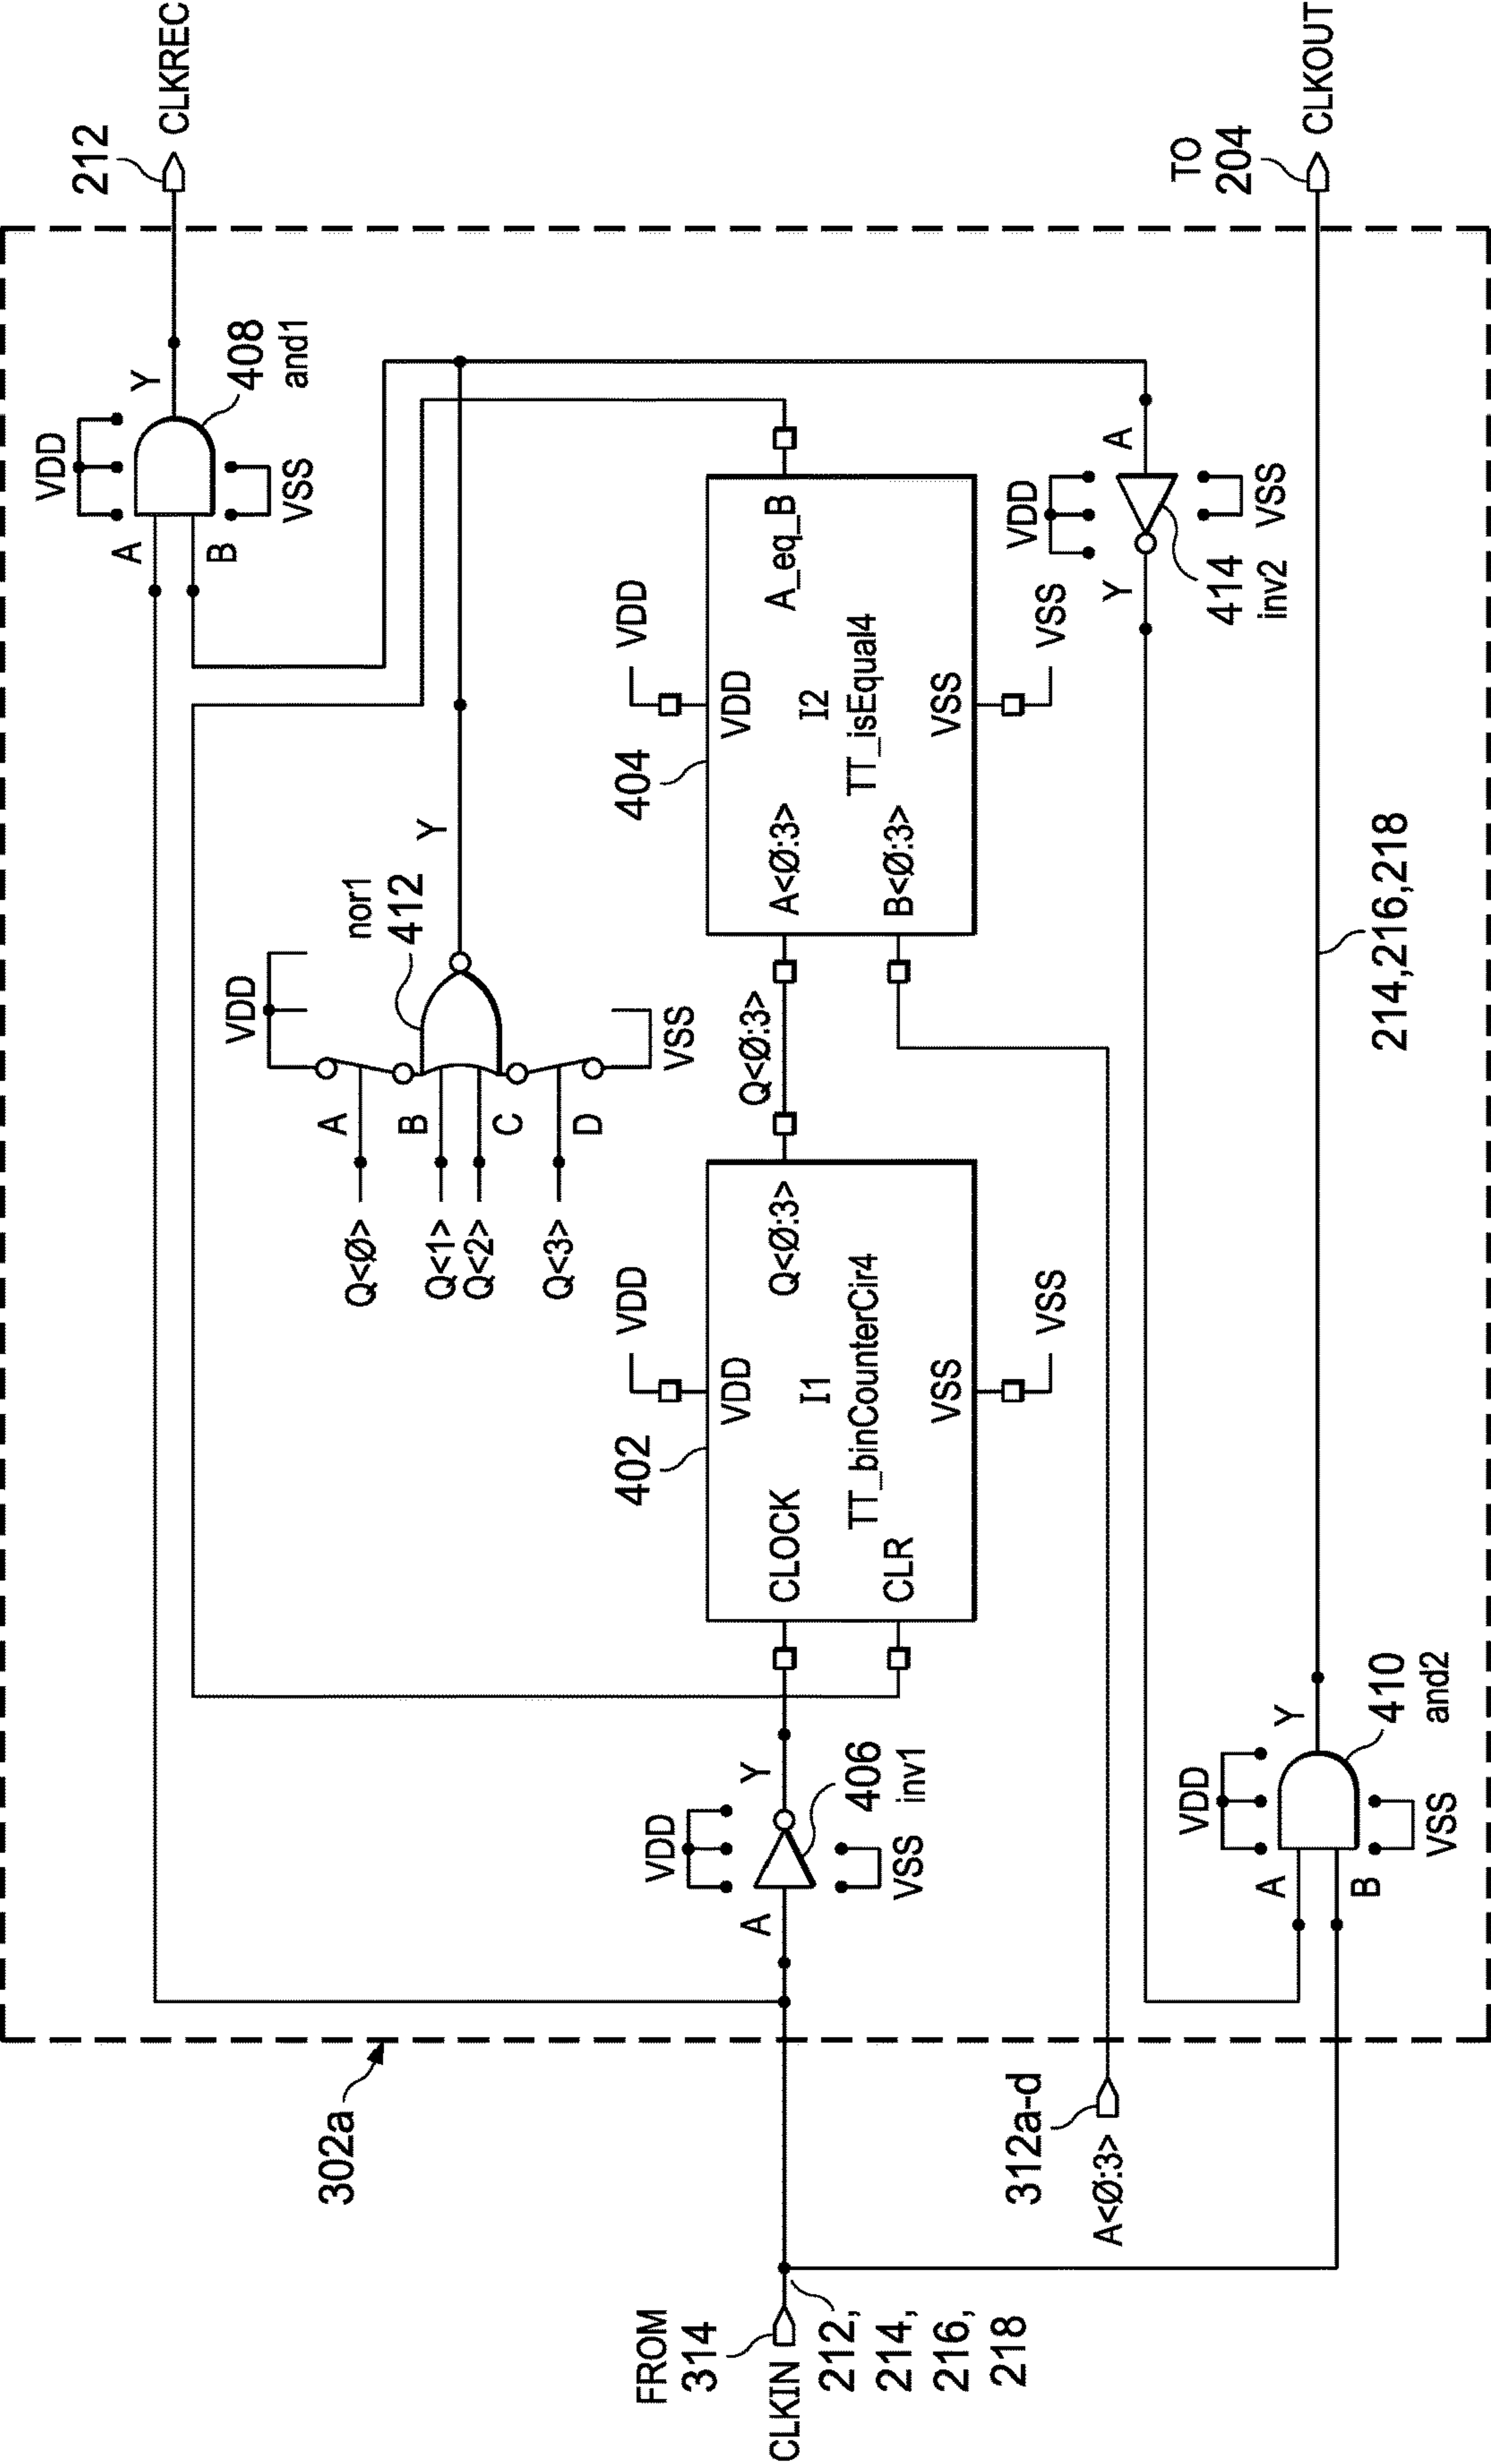 212
CLKREC
VDD
Y
408
and1
A
B
VSS
VDD
nor1
412
Y
A
B
C
D
Q<Ø>
Q<1>
Q<2>
Q<3>
VSS
302a
FROM
314
CLKIN
212,
214,
216,
218
VDD
A
Y
406
inv1
VSS
402
VDD
VDD
CLOCK
CLR
I1
TT_binCounterCir4
Q<Ø:3>
VSS
VSS
Q<Ø:3>
404
VDD
VDD
A<Ø:3>
B<Ø:3>
I2
TT_isEqual4
A_eq_B
VSS
VSS
312a-d
A<Ø:3>
VDD
A
Y
414
inv2
VSS
VDD
A
B
Y
410
and2
VSS
214,216,218
TO
204
CLKOUT